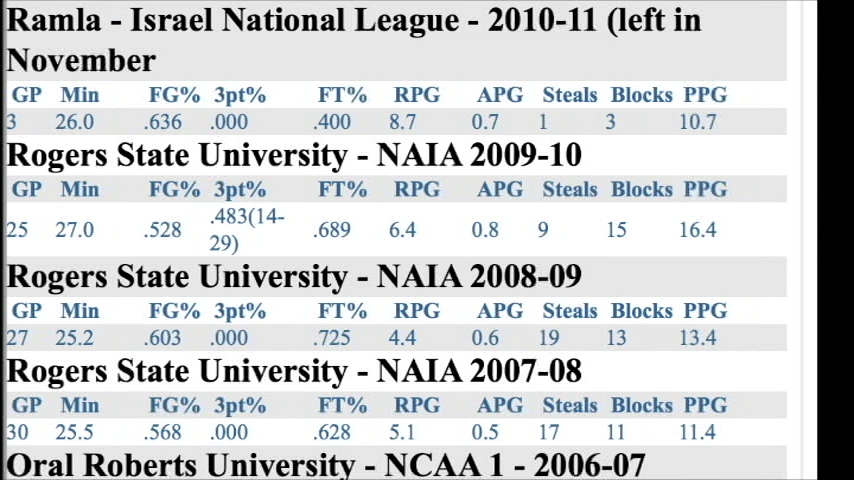 Ramla - Israel National League - 2010-11 (left in
November
GP Min FG% 3pt% FT% RPG APG Steals Blocks PPG
3 26.0 .636 .000 .400 8.7 0.7 1 3 10.7
Rogers State University - NAIA 2009-10
GP Min FG% 3pt% FT% RPG APG Steals Blocks PPG
25 27.0 .528 .483(14-29) .689 6.4 0.8 9 15 16.4
Rogers State University - NAIA 2008-09
GP Min FG% 3pt% FT% RPG APG Steals Blocks PPG
27 25.2 .603 .000 .725 4.4 0.6 19 13 13.4
Rogers State University - NAIA 2007-08
GP Min FG% 3pt% FT% RPG APG Steals Blocks PPG
30 25.5 .568 .000 .628 5.1 0.5 17 11 11.4
Oral Roberts University - NCAA 1 - 2006-07